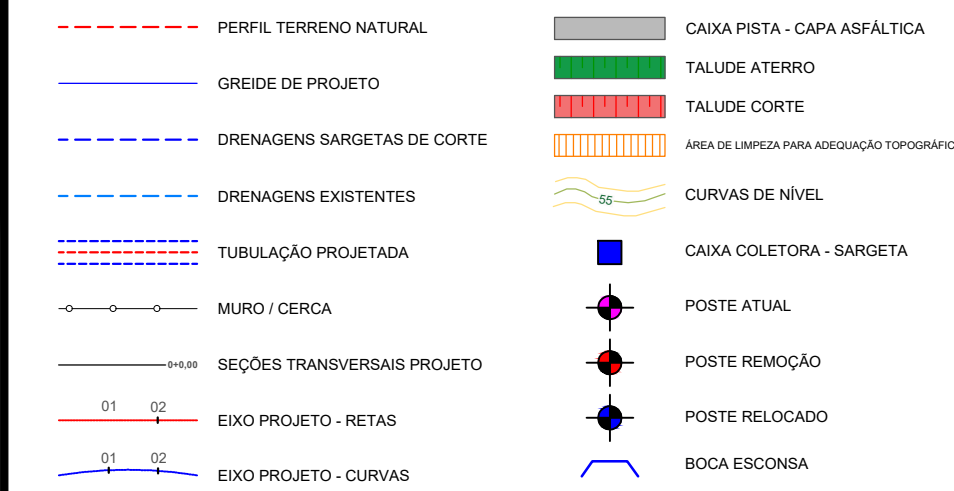 PERFIL TERRENO NATURAL
GREIDE DE PROJETO
DRENAGENS SARGETAS DE CORTE
DRENAGENS EXISTENTES
TUBULAÇÃO PROJETADA
MURO / CERCA
0+0,00
SEÇÕES TRANSVERSAIS PROJETO
01 02
EIXO PROJETO - RETAS
01 02
EIXO PROJETO - CURVAS
CAIXA PISTA - CAPA ASFÁLTICA
TALUDE ATERRO
TALUDE CORTE
ÁREA DE LIMPEZA PARA ADEQUAÇÃO TOPOGRÁFIC
55
CURVAS DE NÍVEL
CAIXA COLETORA - SARGETA
POSTE ATUAL
POSTE REMOÇÃO
POSTE RELOCADO
BOCA ESCONSA